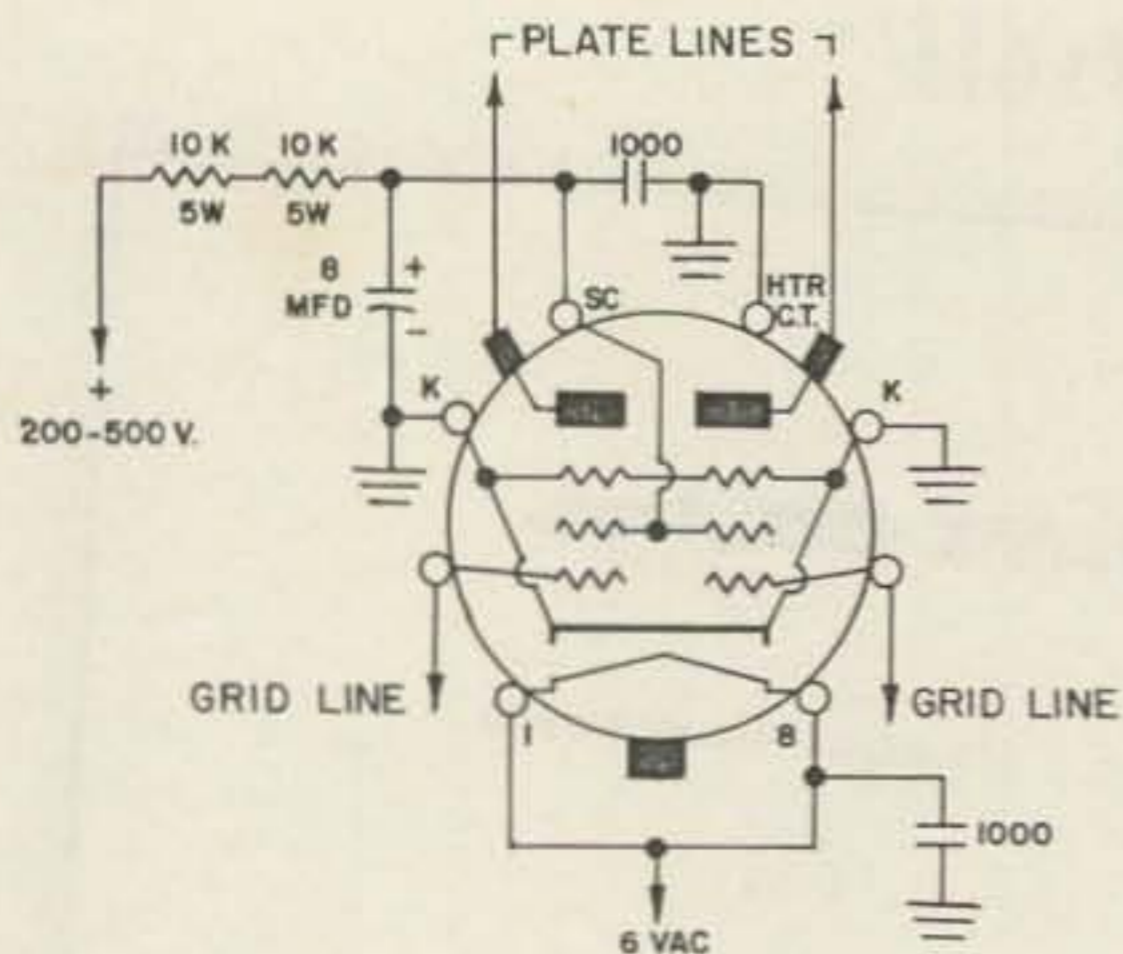 PLATE LINES
10 K 10 K
5W 5W
1000
8
MFD
+
-
SC
HTR
C.T.
K
K
+
200-500 V.
GRID LINE
GRID LINE
1
8
1000
6 VAC